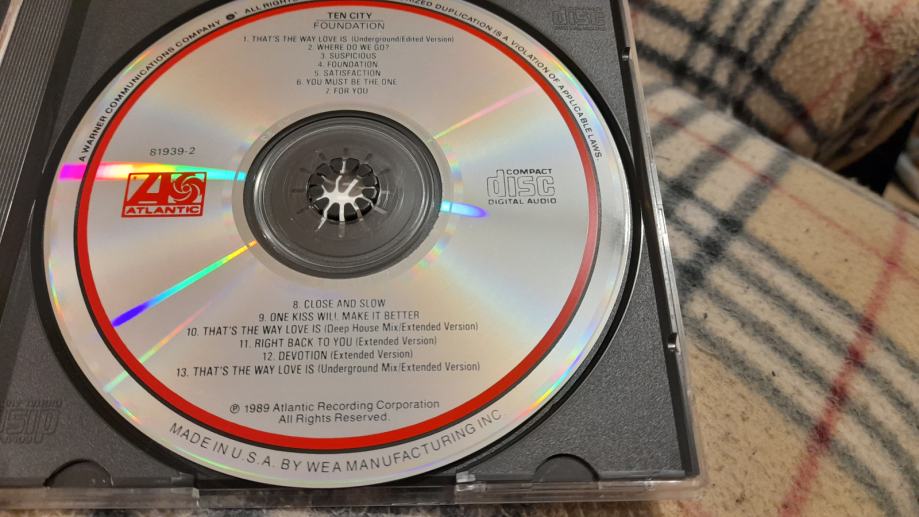 A WARNER COMMUNICATIONS COMPANY ALL RIGHTS
DUPLICATION IS A VIOLATION OF APPLICABLE LAWS.
disc
TEN CITY
FOUNDATION
1. THAT'S THE WAY LOVE IS (Underground/Edited Version)
2. WHERE DO WE GO?
3. SUSPICIOUS
4. FOUNDATION
5. SATISFACTION
6. YOU MUST BE THE ONE
7. FOR YOU
81939-2
ATLANTIC
COMPACT
disc
DIGITAL AUDIO
8. CLOSE AND SLOW
9. ONE KISS WILL MAKE IT BETTER
10. THAT'S THE WAY LOVE IS (Deep House Mix/Extended Version)
11. RIGHT BACK TO YOU (Extended Version)
12. DEVOTION (Extended Version)
13. THAT'S THE WAY LOVE IS (Underground Mix/Extended Version)
℗ 1989 Atlantic Recording Corporation
All Rights Reserved.
MADE IN U.S.A. BY WEA MANUFACTURING INC.